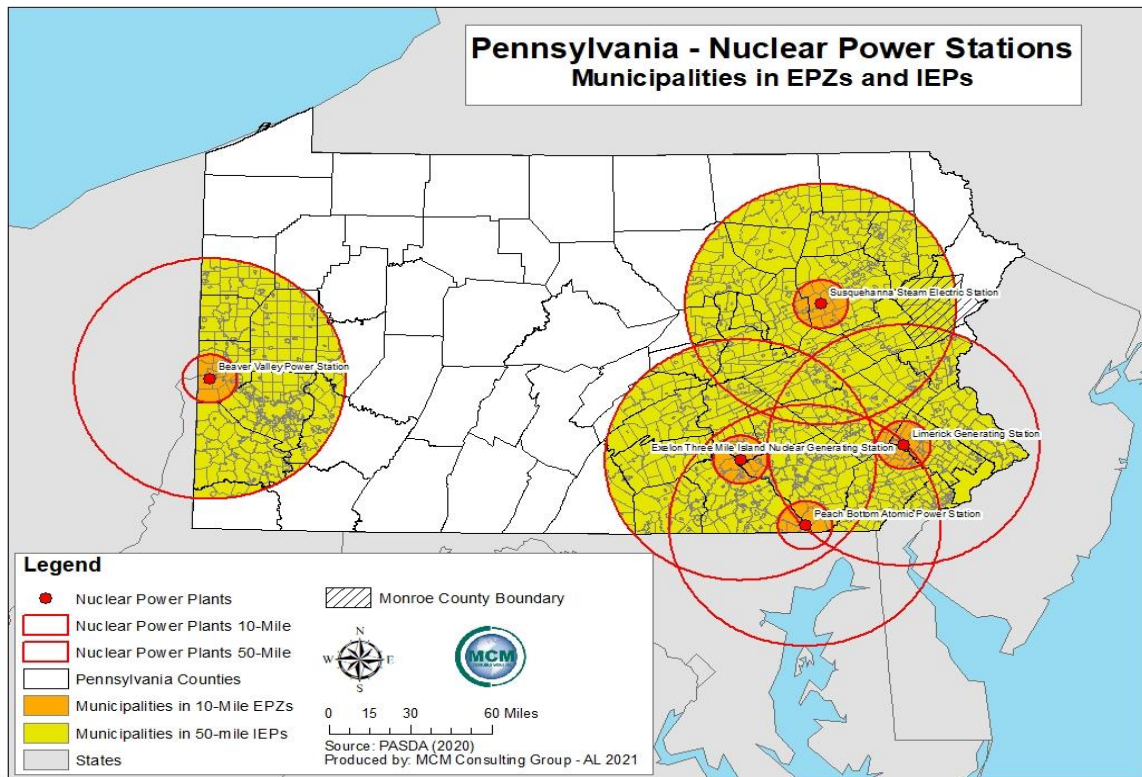 Pennsylvania - Nuclear Power Stations
Municipalities in EPZs and IEPs
Susquehanna Steam Electric Station
Beaver Valley Power Station
Limerick Generating Station
Exelon Three Mile Island Nuclear Generating Station
Peach Bottom Atomic Power Station
Legend
Nuclear Power Plants
Nuclear Power Plants 10-Mile
Nuclear Power Plants 50-Mile
Pennsylvania Counties
Municipalities in 10-Mile EPZs
Municipalities in 50-mile IEPs
States
Monroe County Boundary
N
W E
S
MCM
0 15 30 60 Miles
Source: PASDA (2020)
Produced by: MCM Consulting Group - AL 2021